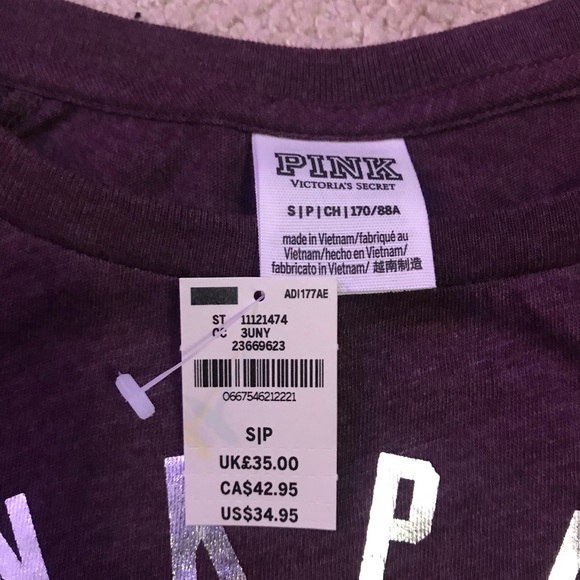 PINK
VICTORIA'S SECRET
S|P|CH|170/88A
made in Vietnam/fabriqué au
Vietnam/hecho en Vietnam/
fabbricato in Vietnam/ 越南制造
ADI177AE
ST 11121474
CC 3UNY
23669623
0667546212221
S|P
UK£35.00
CA$42.95
US$34.95
N K P